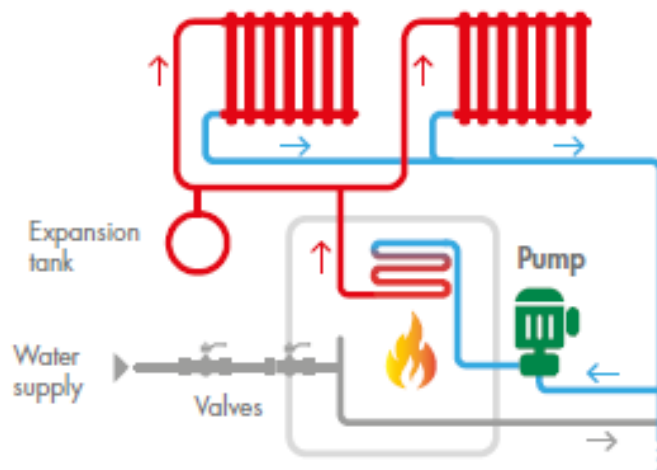 Expansion
tank
Pump
Water
supply
Valves